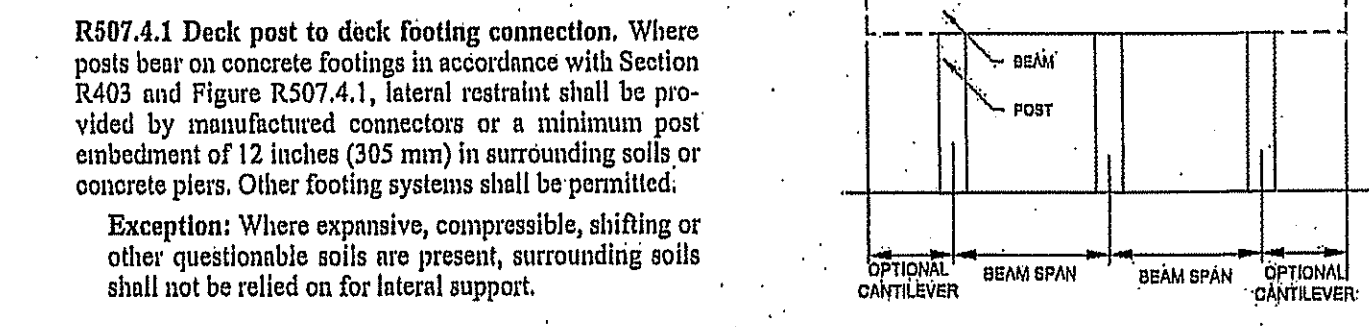 R507.4.1 Deck post to deck footing connection. Where
posts bear on concrete footings in accordance with Section
R403 and Figure R507.4.1, lateral restraint shall be pro-
vided by manufactured connectors or a minimum post
embedment of 12 inches (305 mm) in surrounding soils or
concrete piers. Other footing systems shall be permitted.
Exception: Where expansive, compressible, shifting or
other questionable soils are present, surrounding soils
shall not be relied on for lateral support.
BEAM
POST
OPTIONAL
CANTILEVER
BEAM SPAN
BEAM SPAN
OPTIONAL
CANTILEVER